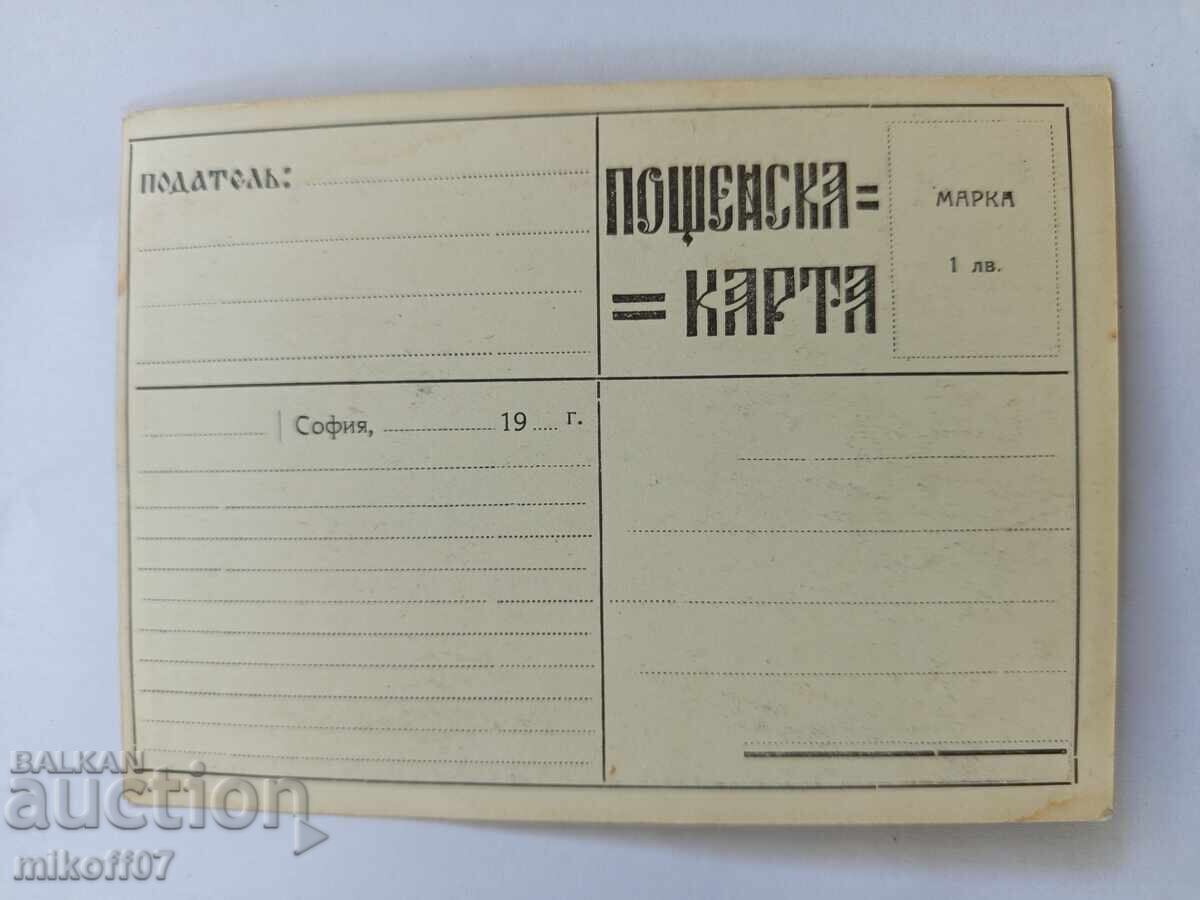 ПОДАТЕЛЬ:
ПОЩЕНСКА =
= КАРТА
МАРКА
1 лв.
София, 19 г.
BALKAN
auction
mikoff07